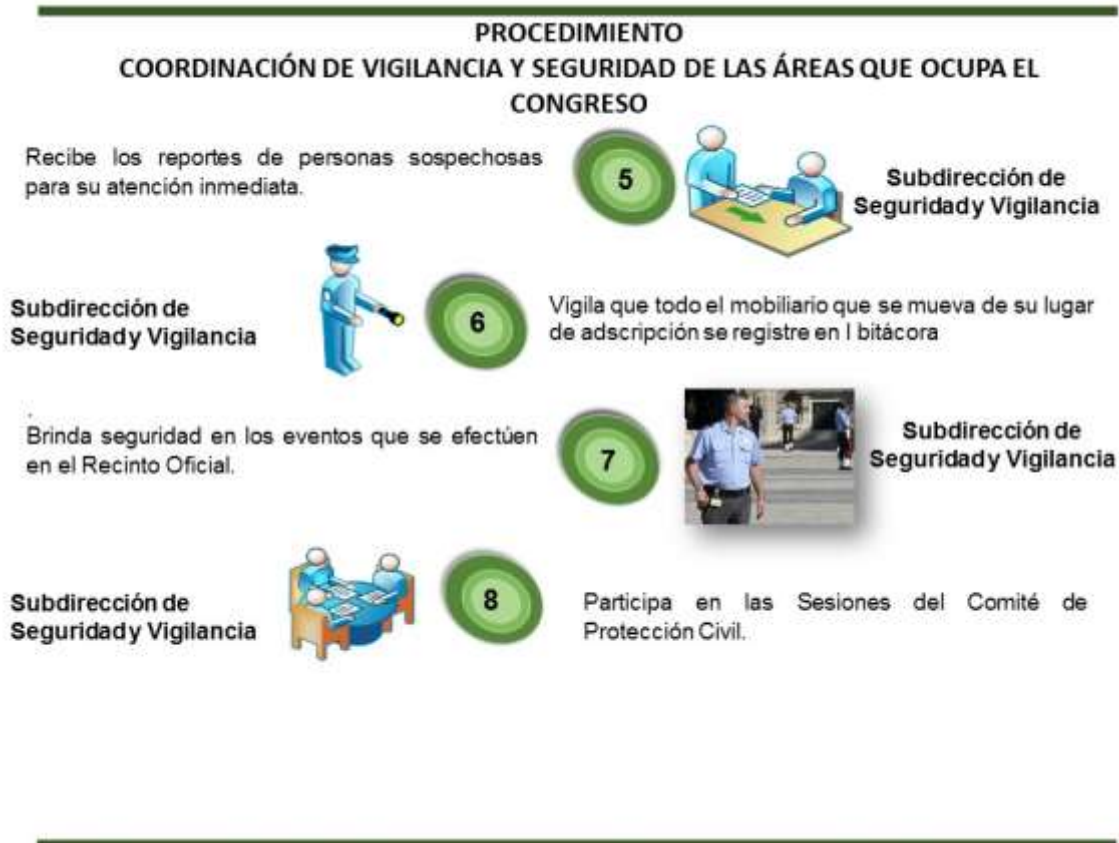 PROCEDIMIENTO
COORDINACIÓN DE VIGILANCIA Y SEGURIDAD DE LAS ÁREAS QUE OCUPA EL
CONGRESO
Recibe los reportes de personas sospechosas
para su atención inmediata.
5
Subdirección de
Seguridad y Vigilancia
Subdirección de
Seguridad y Vigilancia
6
Vigila que todo el mobiliario que se mueva de su lugar
de adscripción se registre en l bitácora
.
Brinda seguridad en los eventos que se efectúen
en el Recinto Oficial.
7
Subdirección de
Seguridad y Vigilancia
Subdirección de
Seguridad y Vigilancia
8
Participa en las Sesiones del Comité de
Protección Civil.